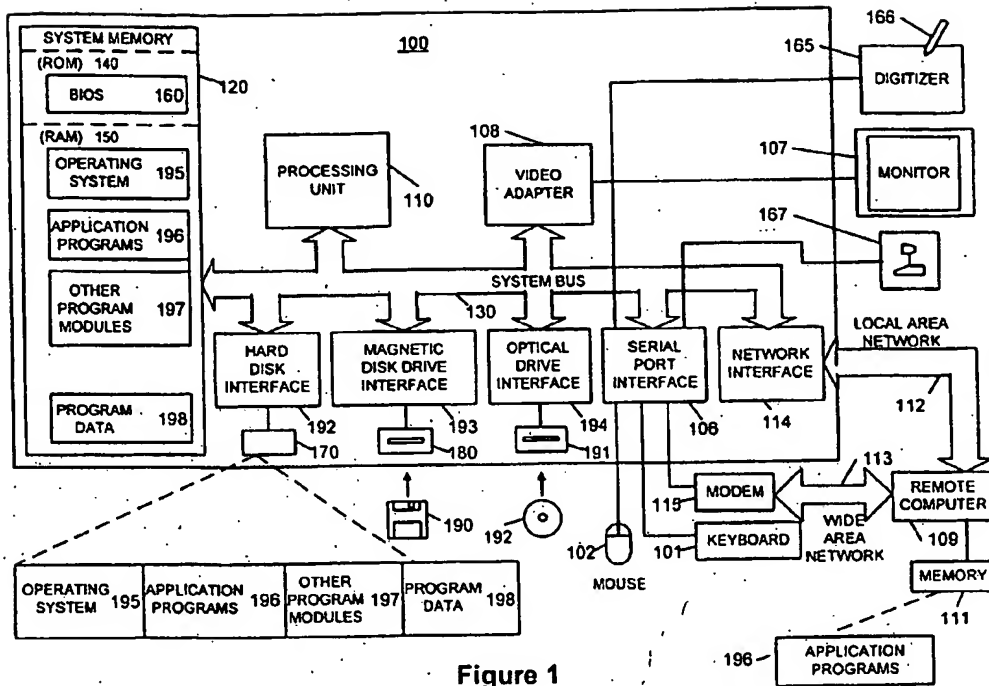 SYSTEM MEMORY
(ROM) 140
BIOS 160
(RAM) 150
OPERATING
SYSTEM 195
APPLICATION
PROGRAMS 196
OTHER
PROGRAM
MODULES 197
PROGRAM
DATA 198
120
100
PROCESSING
UNIT
110
108
VIDEO
ADAPTER
166
165
DIGITIZER
107
MONITOR
167
SYSTEM BUS
130
HARD
DISK
INTERFACE
192
170
MAGNETIC
DISK DRIVE
INTERFACE
193
180
OPTICAL
DRIVE
INTERFACE
194
191
SERIAL
PORT
INTERFACE
106
NETWORK
INTERFACE
114
LOCAL AREA
NETWORK
112
190
192
102
MOUSE
115
MODEM
101
KEYBOARD
113
WIDE
AREA
NETWORK
REMOTE
COMPUTER
109
MEMORY
111
OPERATING
SYSTEM 195
APPLICATION
PROGRAMS 196
OTHER
PROGRAM
MODULES 197
PROGRAM
DATA 198
196
APPLICATION
PROGRAMS
Figure 1